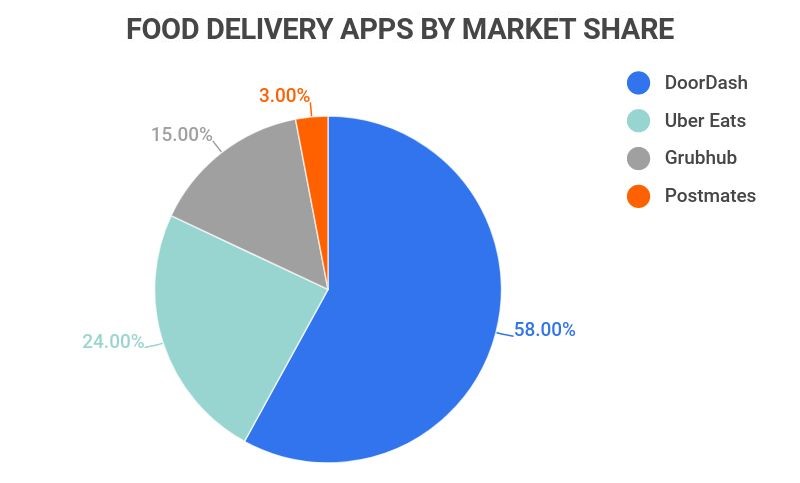 FOOD DELIVERY APPS BY MARKET SHARE
DoorDash
Uber Eats
Grubhub
Postmates
3.00%
15.00%
24.00%
58.00%